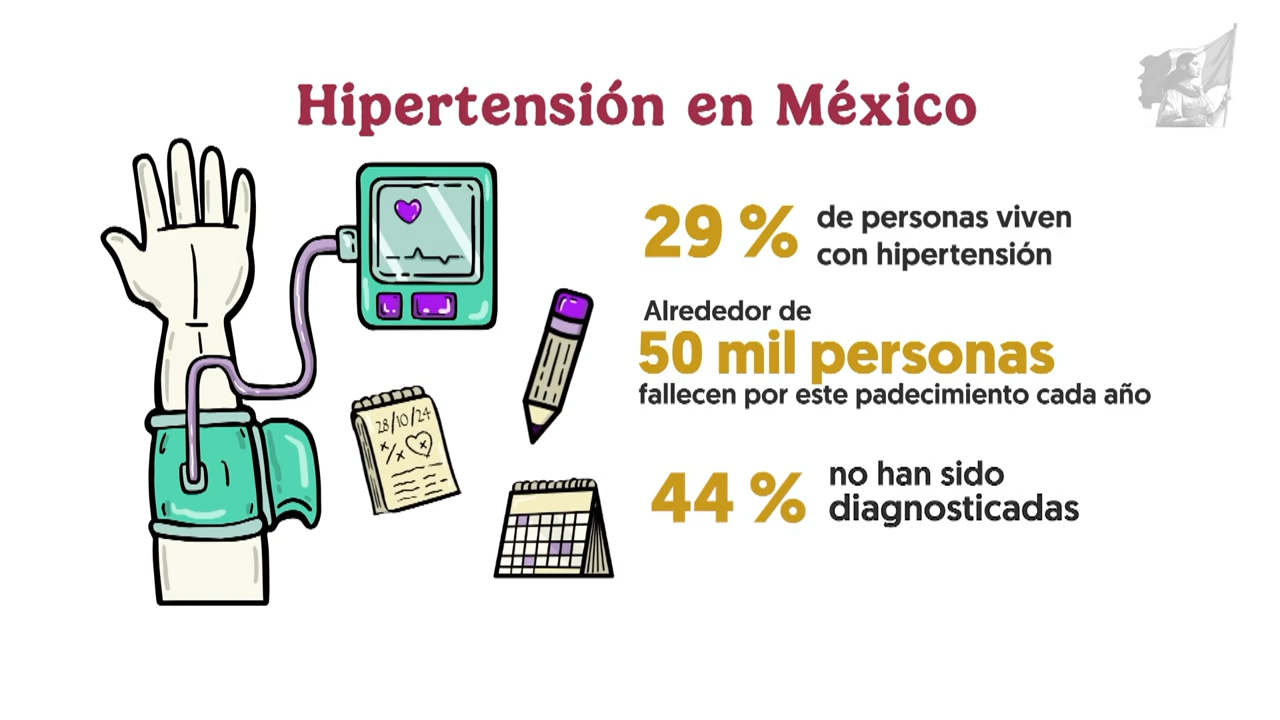 Hipertensión en México
29 % de personas viven
con hipertensión
Alrededor de
50 mil personas
fallecen por este padecimiento cada año
28/10/24
44 % no han sido
diagnosticadas